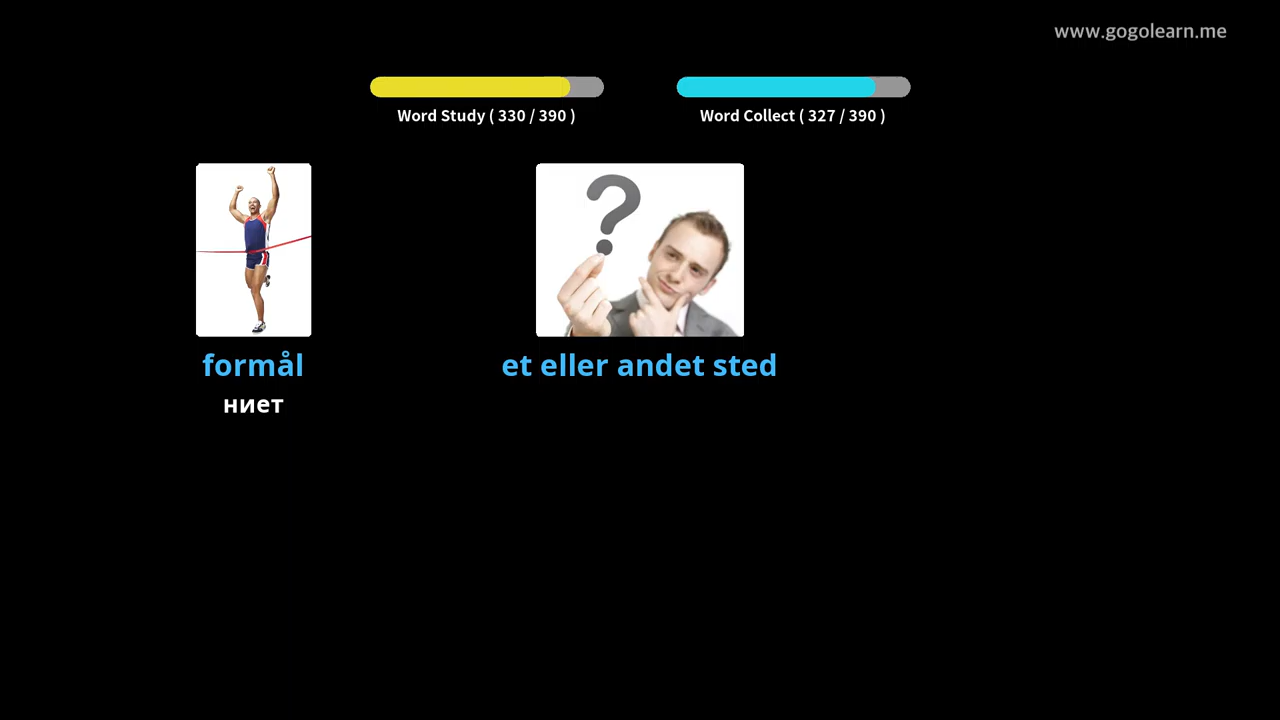 www.gogolearn.me
Word Study ( 330 / 390 )
Word Collect ( 327 / 390 )
formål
et eller andet sted
ниет